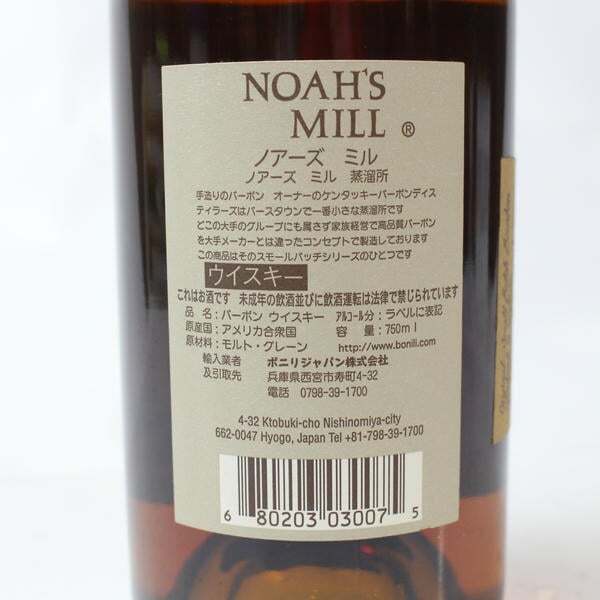 NOAH'S
MILL ®
ノアーズ ミル
ノアーズ ミル 蒸溜所
手造りのバーボン オーナーのケンタッキーバーボンディス
ティラーズはバースタウンで一番小さな蒸溜所です
どこの大手のグループにも属さず家族経営で高品質バーボン
を大手メーカーとは違ったコンセプトで製造しております
この商品はそのスモールバッチシリーズのひとつです
ウイスキー
これはお酒です 未成年の飲酒並びに飲酒運転は法律で禁じられています
品 名：バーボン ウイスキー アルコール分：ラベルに表記
原産国：アメリカ合衆国 容 量：750ml
原材料：モルト・グレーン http://www.bonili.com
輸入業者 ボニリジャパン株式会社
及引取先 兵庫県西宮市寿町4-32
電話 0798-39-1700
4-32 Ktobuki-cho Nishinomiya-city
662-0047 Hyogo, Japan Tel +81-798-39-1700
6 80203 03007 5